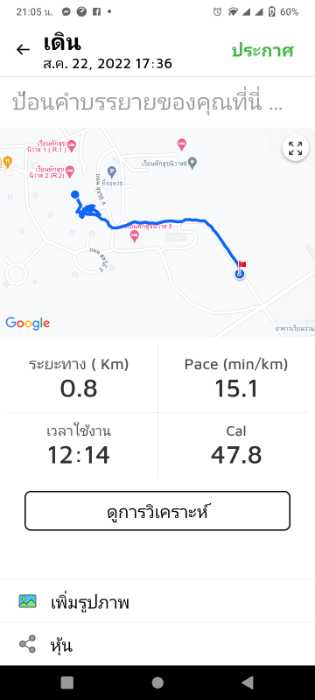 21:05 น.
60%
เดิน
ส.ค. 22, 2022 17:36
ประกาศ
ป้อนคำบรรยายของคุณที่นี่ ...
Google
ระยะทาง ( Km)
Pace (min/km)
0.8
15.1
เวลาใช้งาน
Cal
12:14
47.8
ดูการวิเคราะห์
เพิ่มรูปภาพ
หุ้น